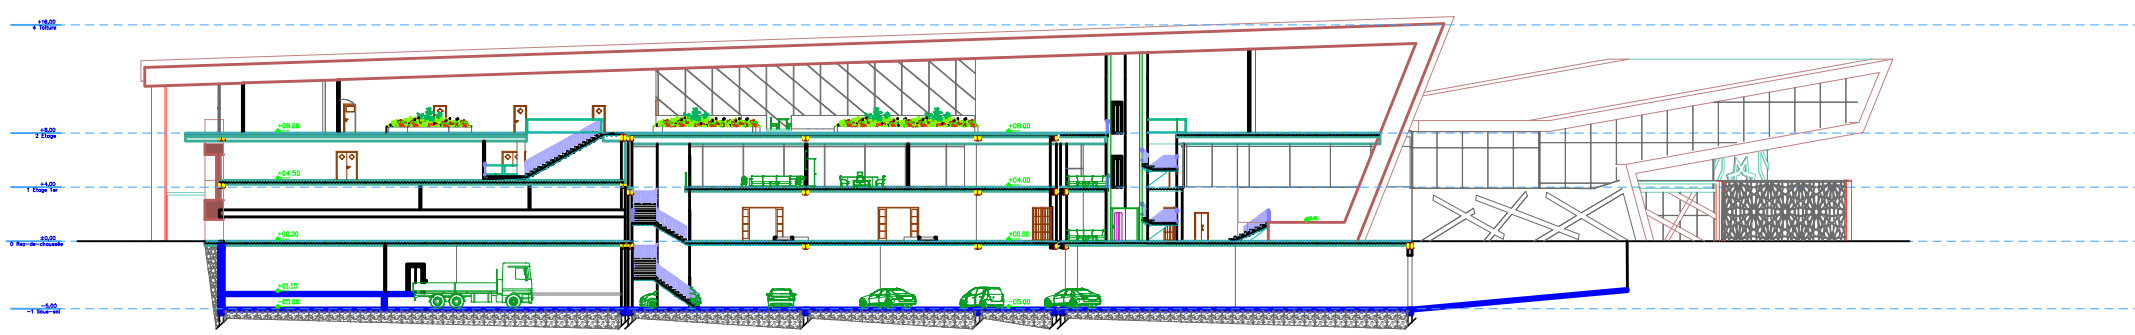 +16,00
4 Toiture
+08.00
+08.00
+8,00
2 Etage
+04.50
+04.00
+4,00
1 Etage 1er
+00.00
+00.00
±0,00
0 Rez-de-chaussée
+01.15
-05.00
-05.00
-5,00
-1 Sous-sol